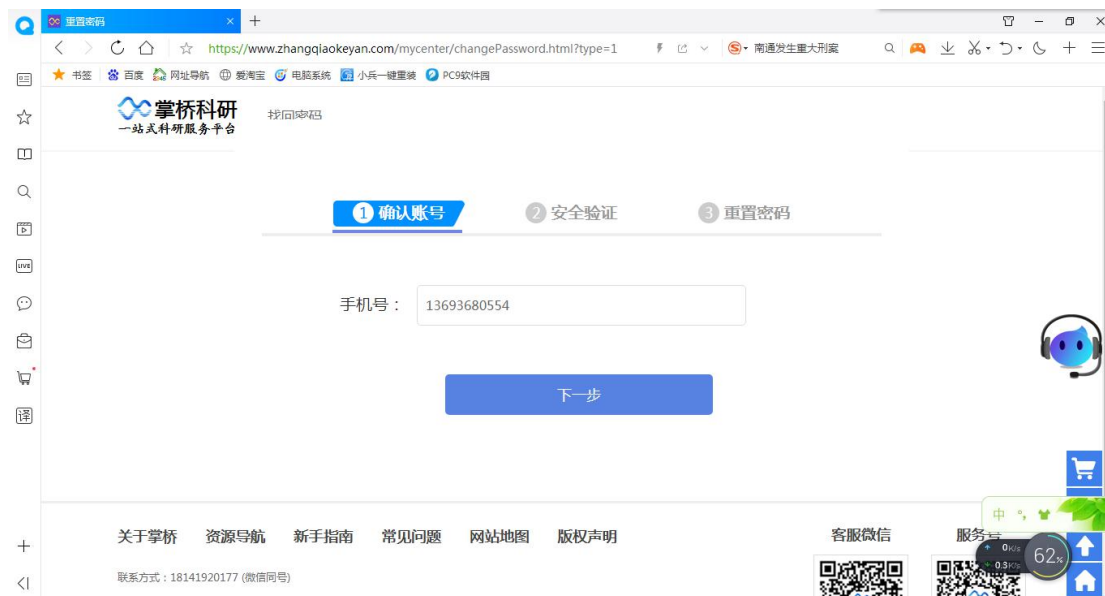 重置密码
https://www.zhangqiaokeyan.com/mycenter/changePassword.html?type=1
南通发生重大刑案
书签 百度 网址导航 爱淘宝 电脑系统 小兵一键重装 PC9软件园
掌桥科研
一站式科研服务平台
找回密码
1 确认账号 2 安全验证 3 重置密码
手机号： 13693680554
下一步
LIVE
译
中 °,
关于掌桥 资源导航 新手指南 常见问题 网站地图 版权声明 客服微信 服务号
0K/s
0.3K/s
62%
联系方式：18141920177 (微信同号)